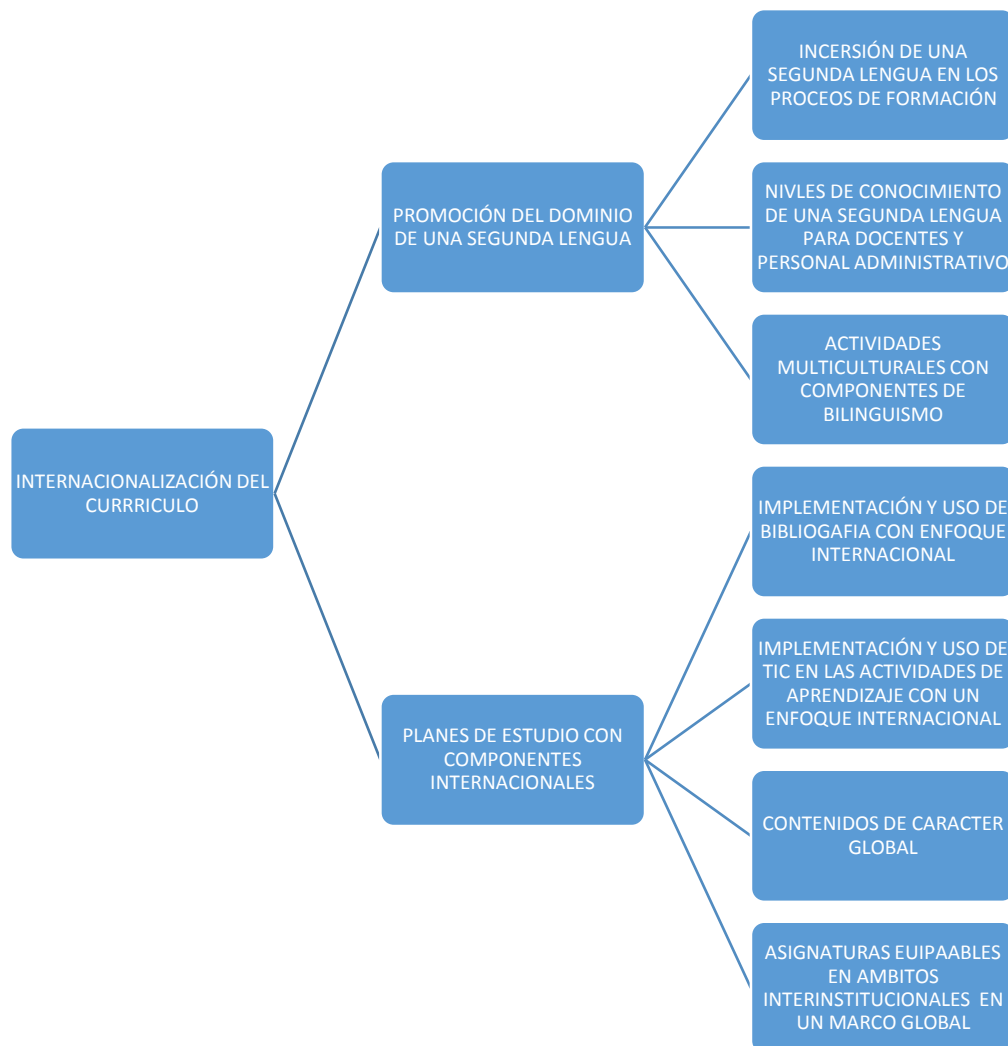 INCERSIÓN DE UNA
SEGUNDA LENGUA EN LOS
PROCEOS DE FORMACIÓN
PROMOCIÓN DEL DOMINIO
DE UNA SEGUNDA LENGUA
NIVLES DE CONOCIMIENTO
DE UNA SEGUNDA LENGUA
PARA DOCENTES Y
PERSONAL ADMINISTRATIVO
ACTIVIDADES
MULTICULTURALES CON
COMPONENTES DE
BILINGUISMO
INTERNACIONALIZACIÓN DEL
CURRRICULO
IMPLEMENTACIÓN Y USO DE
BIBLIOGAFIA CON ENFOQUE
INTERNACIONAL
IMPLEMENTACIÓN Y USO DE
TIC EN LAS ACTIVIDADES DE
APRENDIZAJE CON UN
ENFOQUE INTERNACIONAL
PLANES DE ESTUDIO CON
COMPONENTES
INTERNACIONALES
CONTENIDOS DE CARACTER
GLOBAL
ASIGNATURAS EUIPAABLES
EN AMBITOS
INTERINSTITUCIONALES EN
UN MARCO GLOBAL